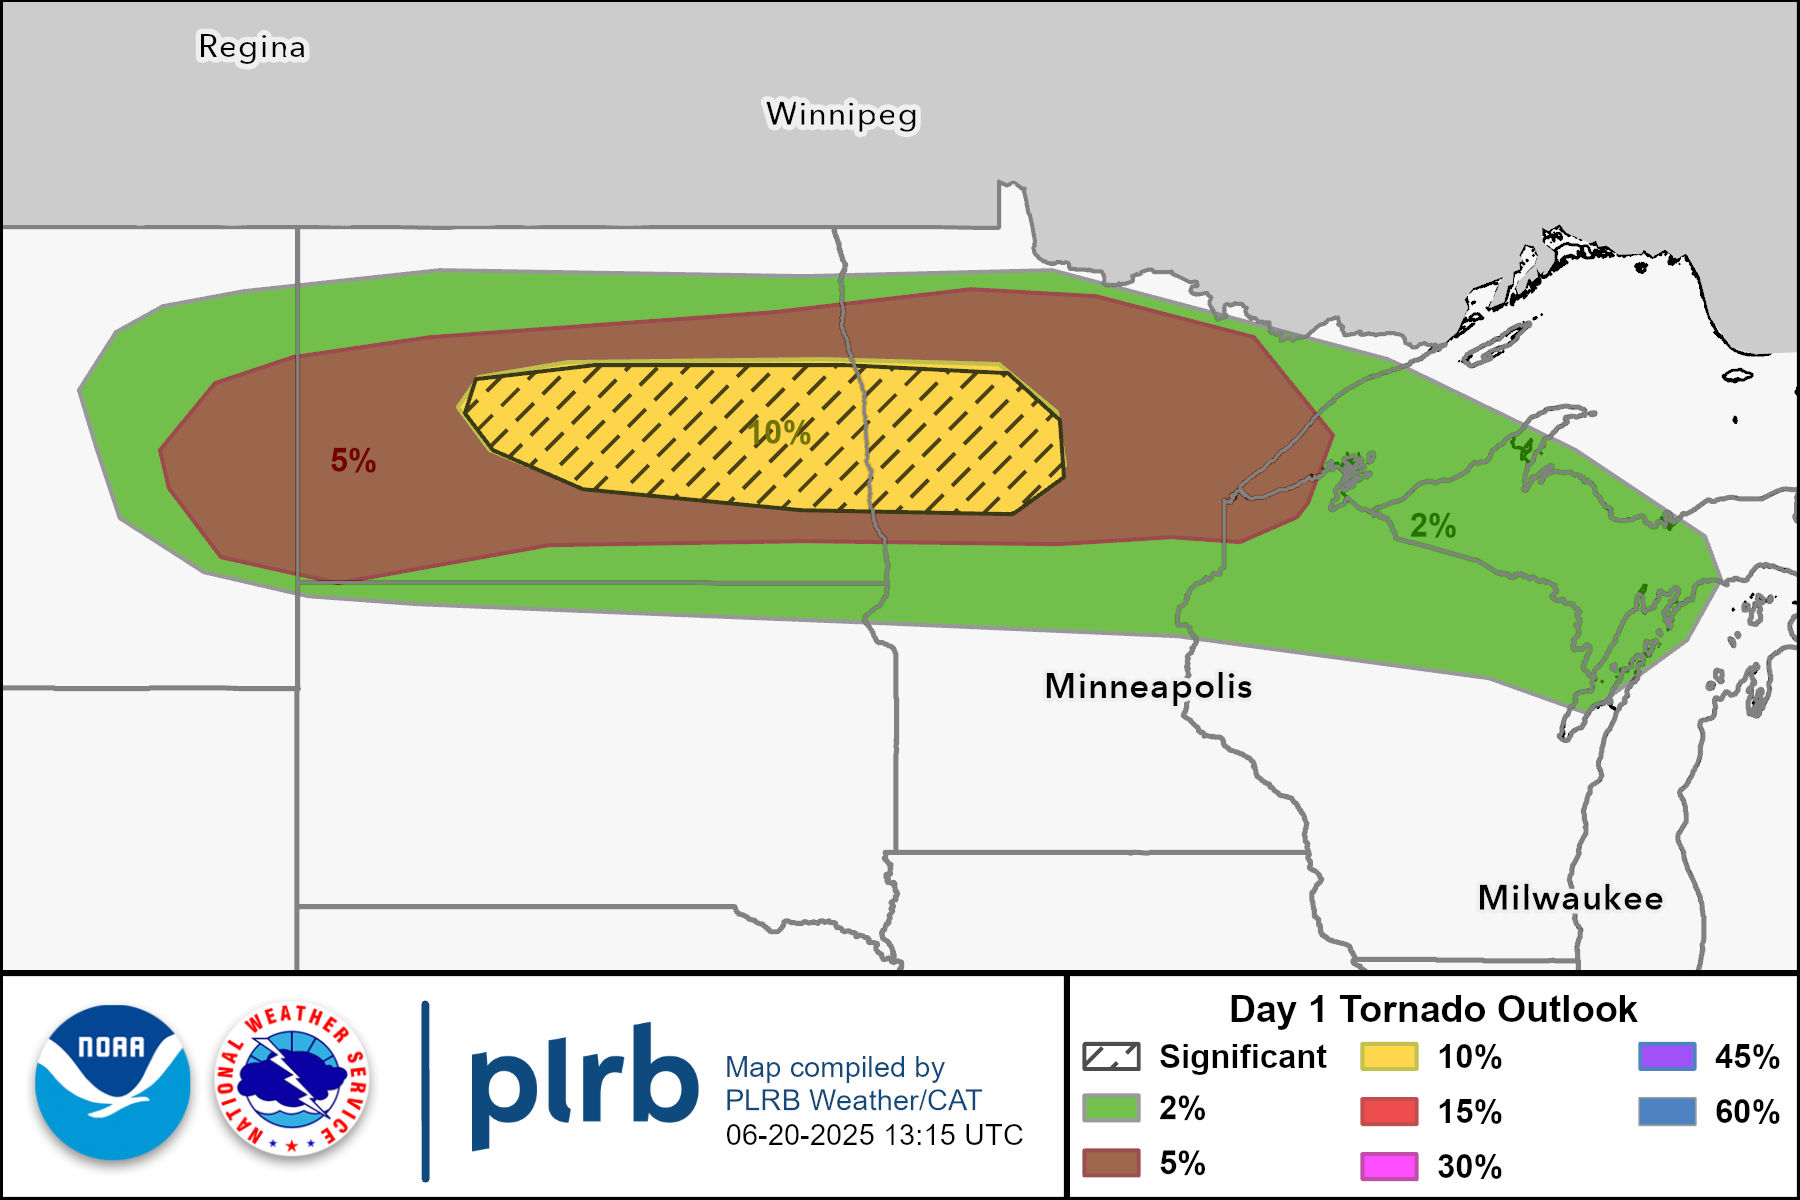 Regina
Winnipeg
10%
5%
2%
Minneapolis
Milwaukee
NOAA
NATIONAL WEATHER SERVICE
plrb
Map compiled by
PLRB Weather/CAT
06-20-2025 13:15 UTC
Day 1 Tornado Outlook
Significant
2%
5%
10%
15%
30%
45%
60%